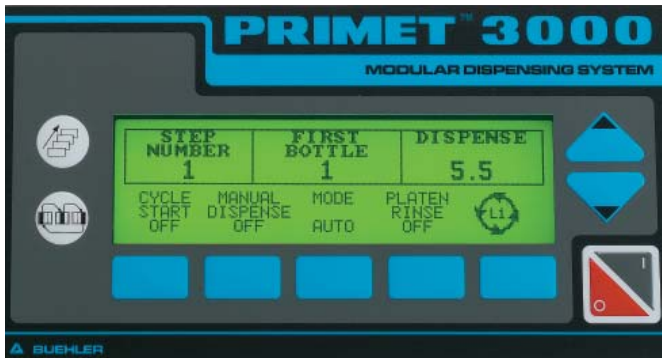 PRIMET™ 3000
MODULAR DISPENSING SYSTEM
STEP NUMBER
1
FIRST BOTTLE
1
DISPENSE
5.5
CYCLE START OFF
MANUAL DISPENSE OFF
MODE AUTO
PLATEN RINSE OFF
L1
I
O
BUEHLER